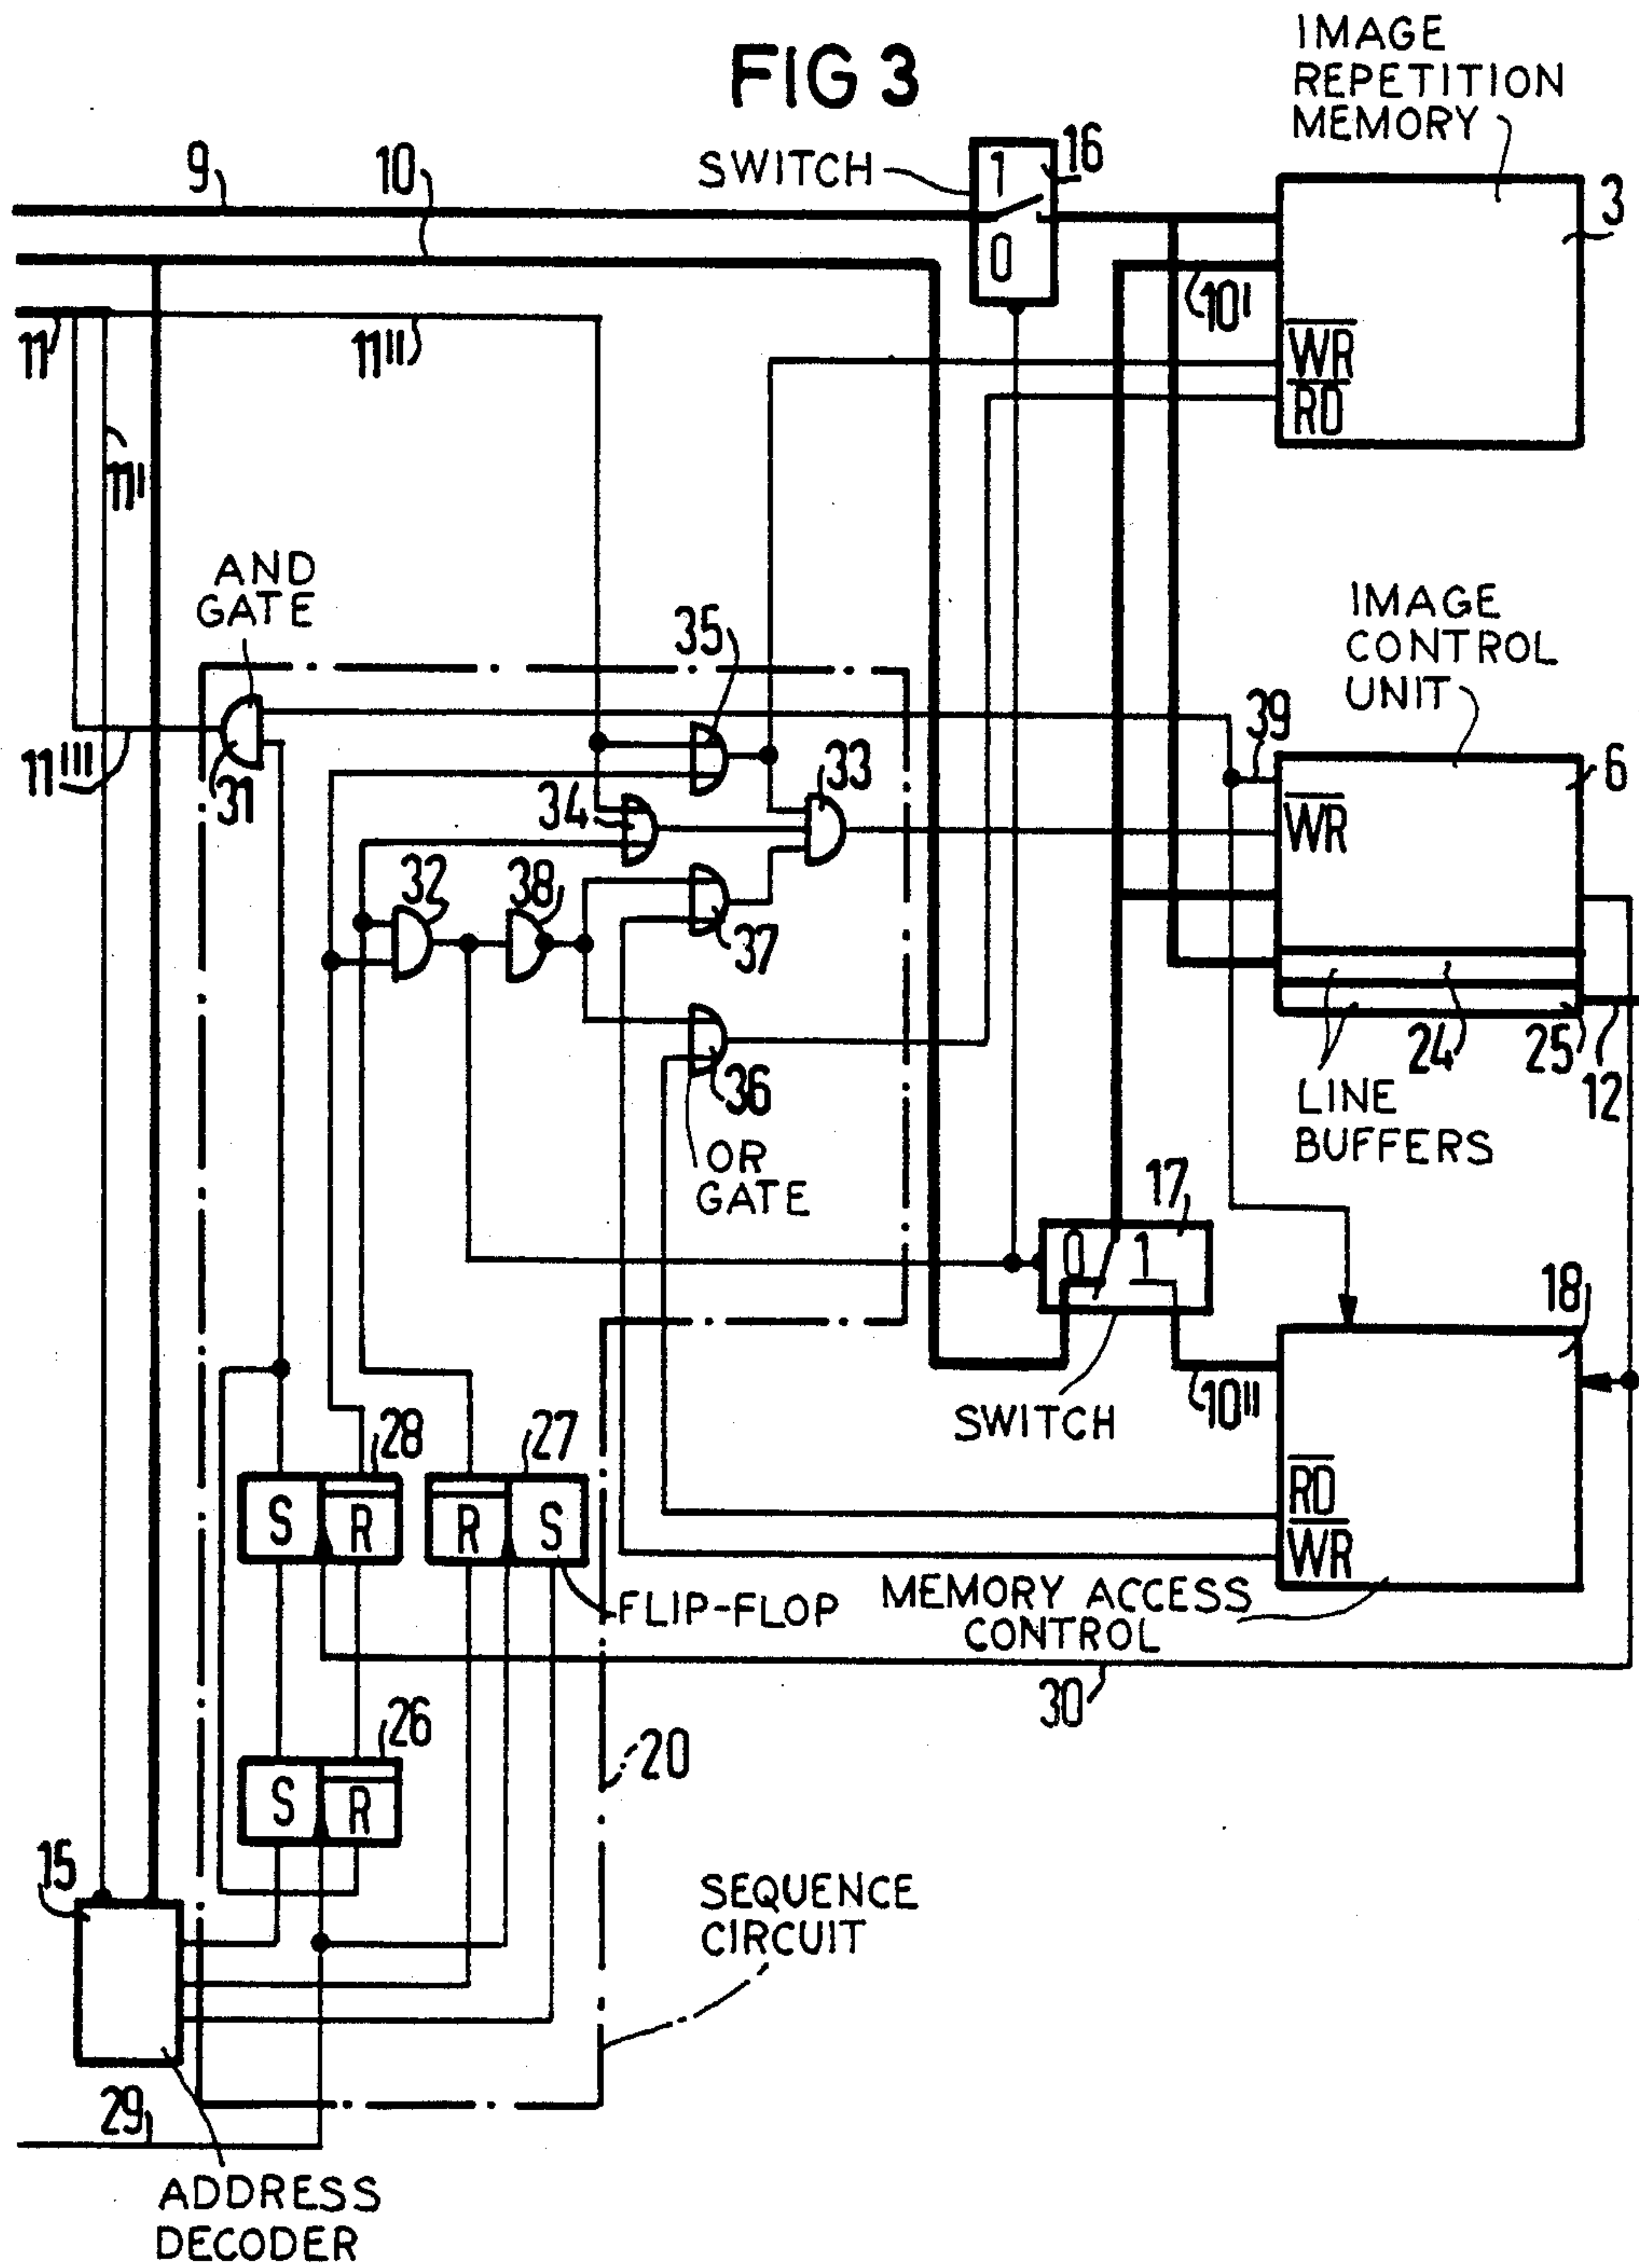 FIG 3
IMAGE
REPETITION
MEMORY
SWITCH
16
1
0
9
10
3
10'
11
11''
WR
RD
11'
AND
GATE
35
IMAGE
CONTROL
UNIT
39
6
11'''
31
34
33
WR
32
38
37
36
24
25
12
LINE
BUFFERS
OR
GATE
17
0 1
18
SWITCH
10''
28
27
S R
R S
RD
WR
FLIP-FLOP
MEMORY ACCESS
CONTROL
30
26
S R
20
15
SEQUENCE
CIRCUIT
29
ADDRESS
DECODER